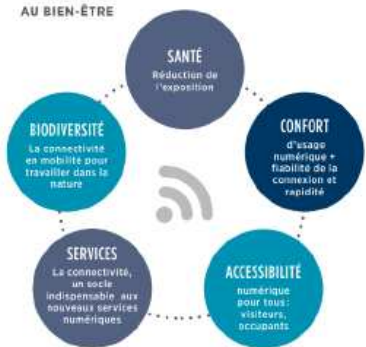 AU BIEN-ÊTRE
SANTÉ
Réduction de
l'exposition
BIODIVERSITÉ
La connectivité
en mobilité pour
travailler dans la
nature
CONFORT
d'usage
numérique +
fiabilité de la
connexion et
rapidité
SERVICES
La connectivité,
un socle
indispensable aux
nouveaux services
numériques
ACCESSIBILITÉ
numérique
pour tous :
visiteurs,
occupants